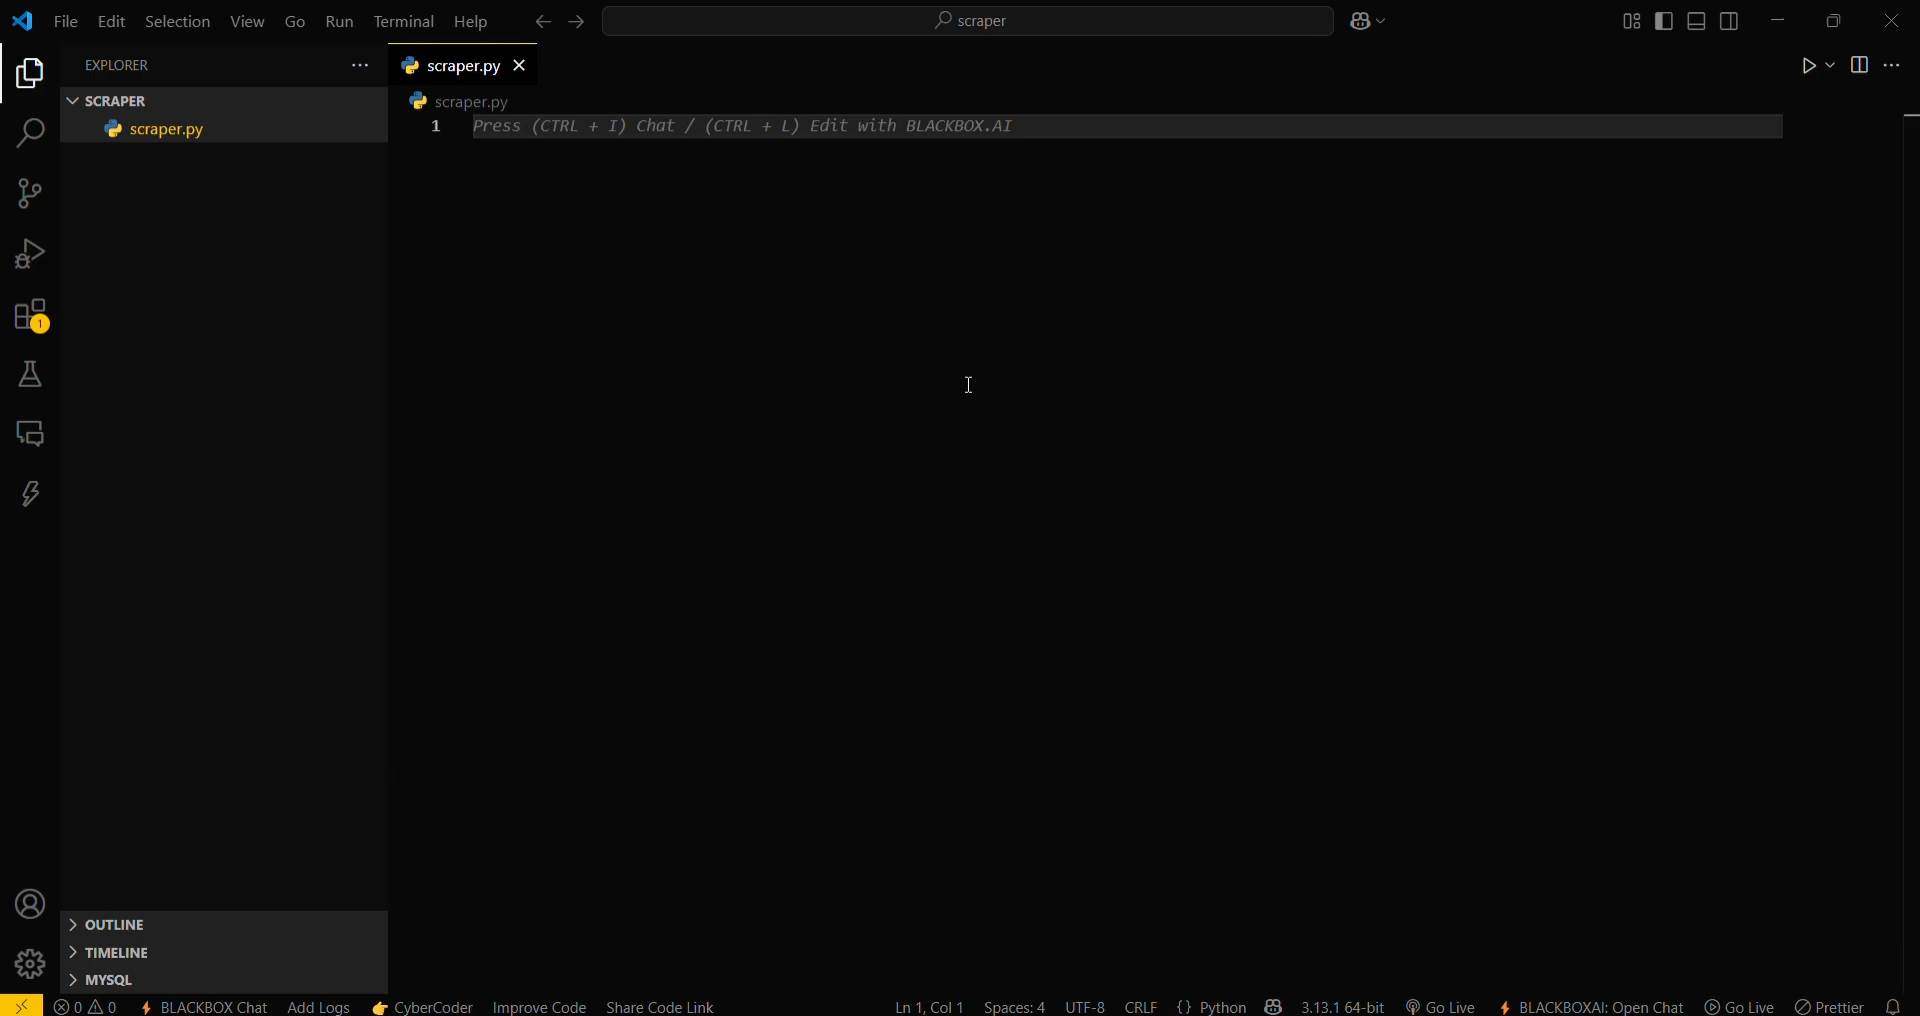 File Edit Selection View Go Run Terminal Help scraper
EXPLORER
scraper.py
SCRAPER
scraper.py
scraper.py
1 Press (CTRL + I) Chat / (CTRL + L) Edit with BLACKBOX.AI
1
OUTLINE
TIMELINE
MYSQL
0 0 BLACKBOX Chat Add Logs CyberCoder Improve Code Share Code Link Ln 1, Col 1 Spaces: 4 UTF-8 CRLF {} Python 3.13.1 64-bit Go Live BLACKBOXAI: Open Chat Go Live Prettier